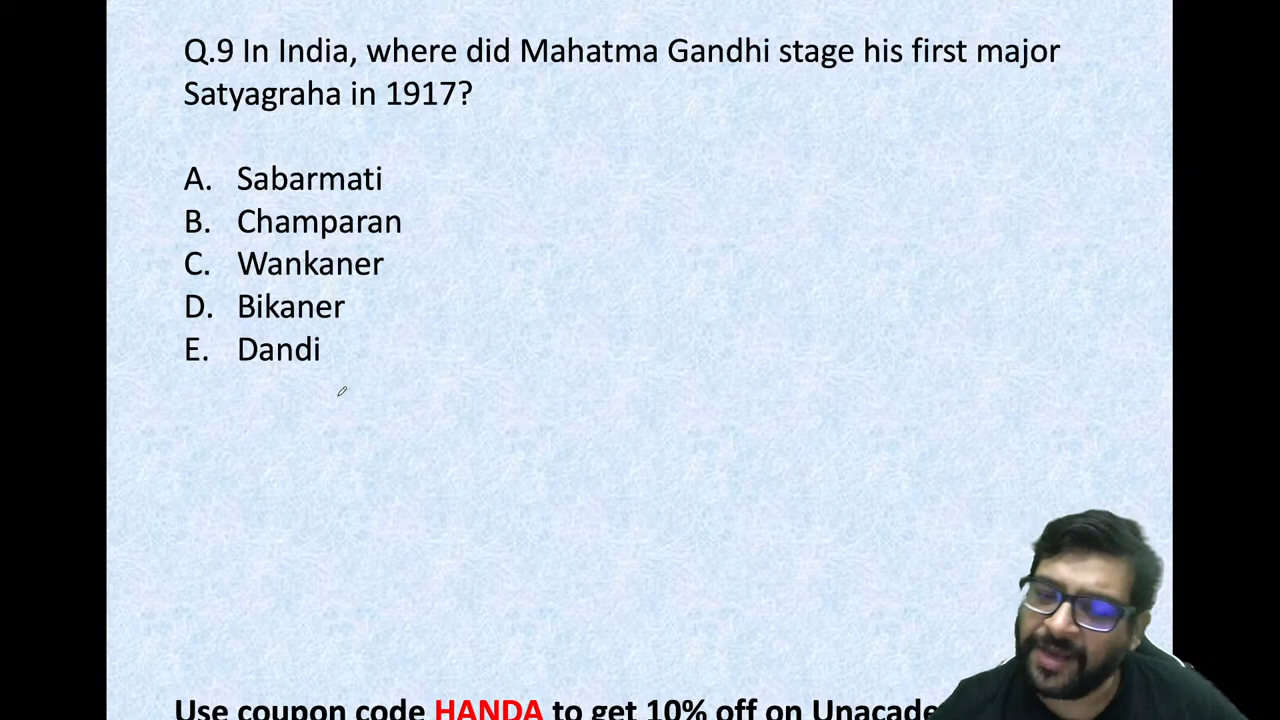 Q.9 In India, where did Mahatma Gandhi stage his first major
Satyagraha in 1917?
A. Sabarmati
B. Champaran
C. Wankaner
D. Bikaner
E. Dandi
Use coupon code HANDA to get 10% off on